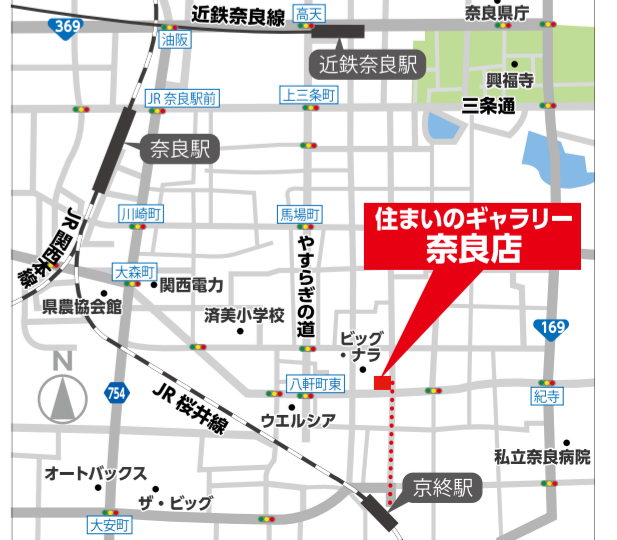 近鉄奈良線
高天
奈良県庁
369
油阪
近鉄奈良駅
興福寺
JR 奈良駅前
上三条町
三条通
奈良駅
川崎町
馬場町
住まいのギャラリー
奈良店
JR 関西本線
やすらぎの道
大森町
関西電力
県農協会館
済美小学校
ビッグ
・ナラ
169
N
754
JR 桜井線
八軒町東
紀寺
ウエルシア
私立奈良病院
オートバックス
ザ・ビッグ
京終駅
大安町